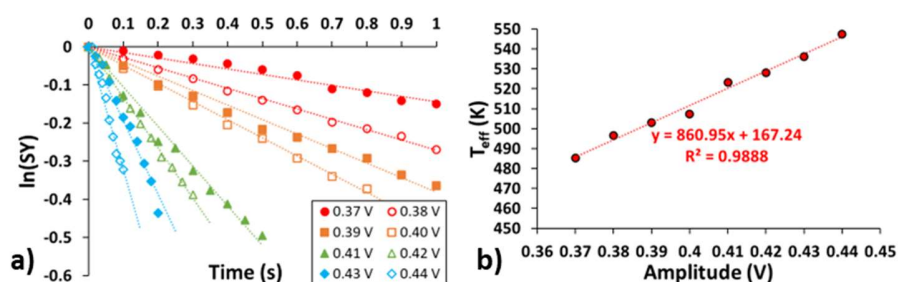 0 0.1 0.2 0.3 0.4 0.5 0.6 0.7 0.8 0.9 1
0
-0.1
-0.2
-0.3
-0.4
-0.5
-0.6
ln(SY)
Time (s)
0.37 V 0.38 V
0.39 V 0.40 V
0.41 V 0.42 V
0.43 V 0.44 V
a)
550
540
530
520
510
500
490
480
470
460
450
T_eff (K)
y = 860.95x + 167.24
R² = 0.9888
0.36 0.37 0.38 0.39 0.4 0.41 0.42 0.43 0.44 0.45
Amplitude (V)
b)